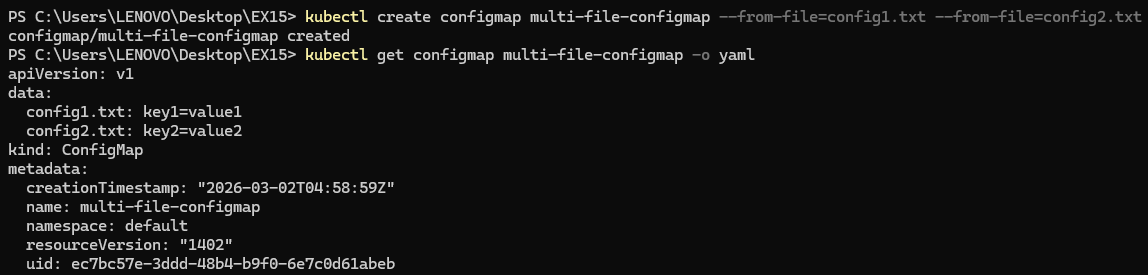 PS C:\Users\LENOVO\Desktop\EX15> kubectl create configmap multi-file-configmap --from-file=config1.txt --from-file=config2.txt
configmap/multi-file-configmap created
PS C:\Users\LENOVO\Desktop\EX15> kubectl get configmap multi-file-configmap -o yaml
apiVersion: v1
data:
  config1.txt: key1=value1
  config2.txt: key2=value2
kind: ConfigMap
metadata:
  creationTimestamp: "2026-03-02T04:58:59Z"
  name: multi-file-configmap
  namespace: default
  resourceVersion: "1402"
  uid: ec7bc57e-3ddd-48b4-b9f0-6e7c0d61abeb